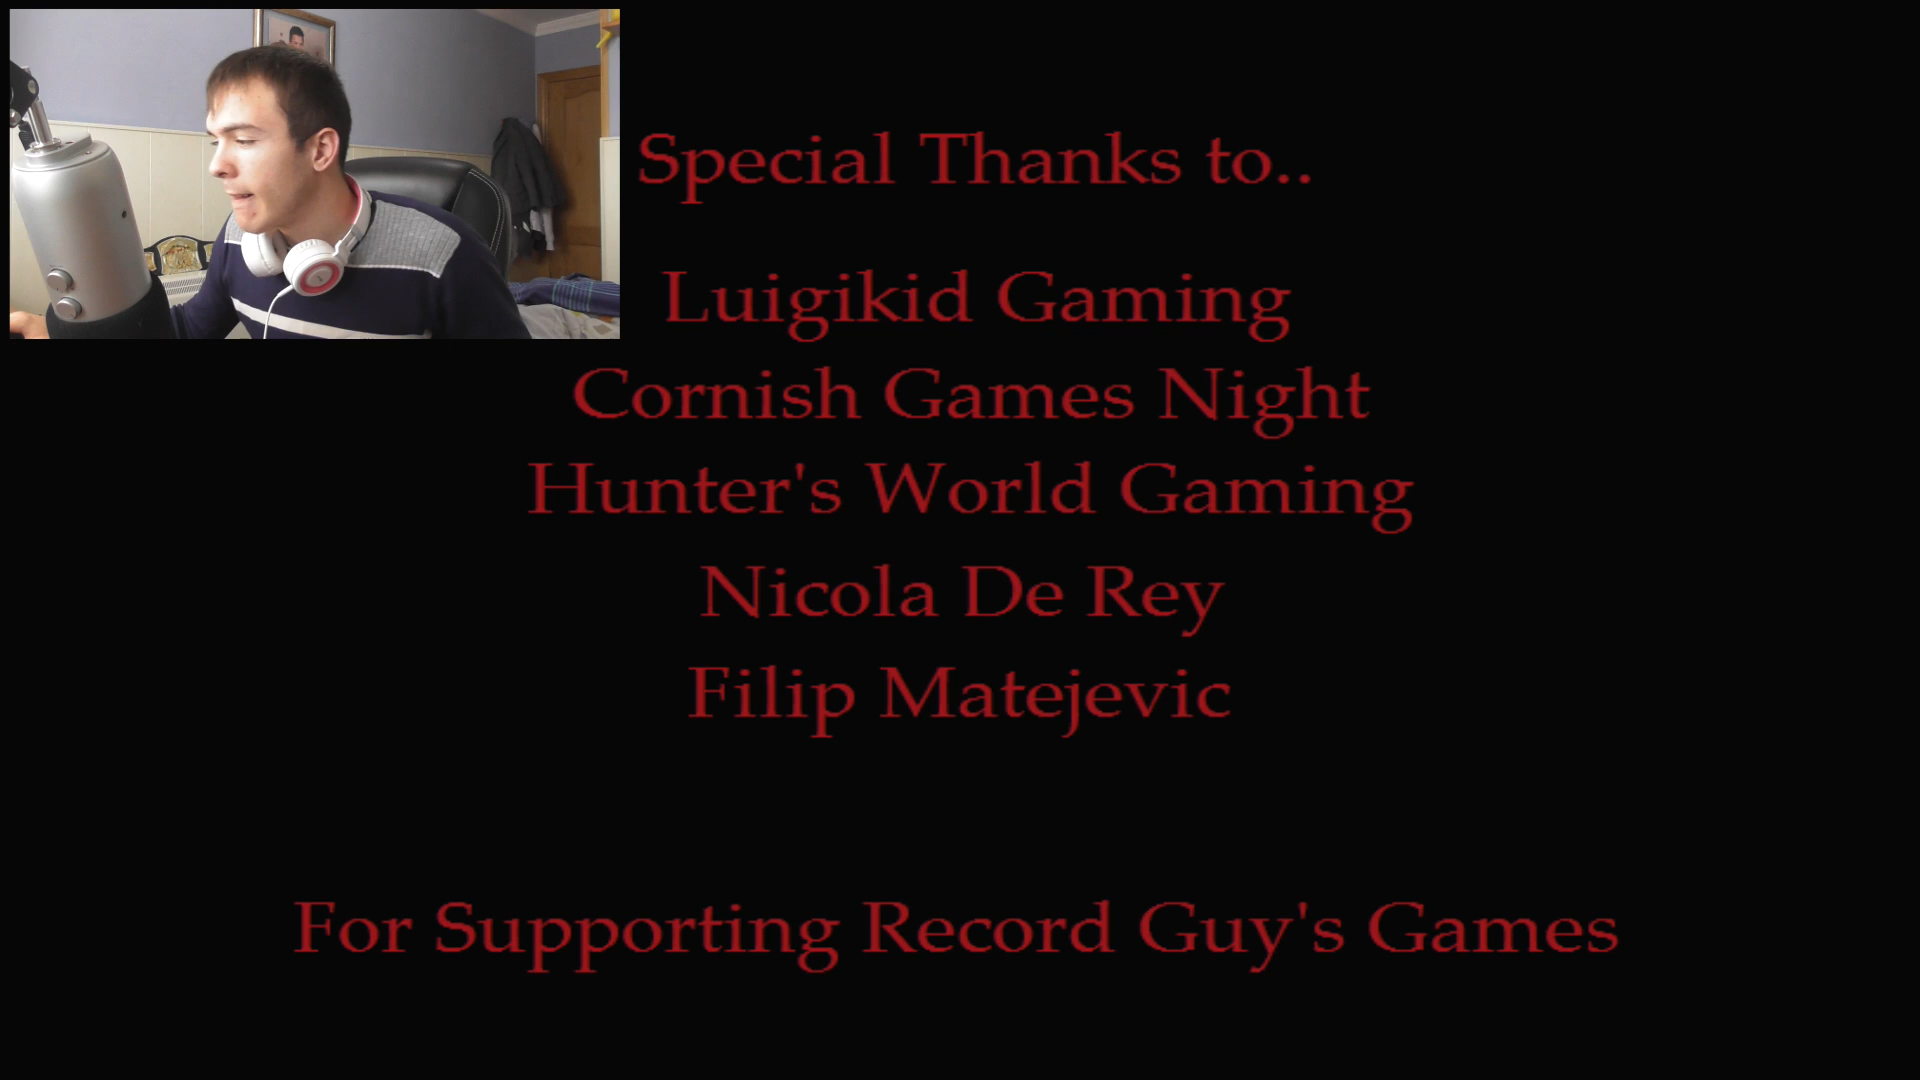 Special Thanks to..
Luigikid Gaming
Cornish Games Night
Hunter's World Gaming
Nicola De Rey
Filip Matejevic
For Supporting Record Guy's Games